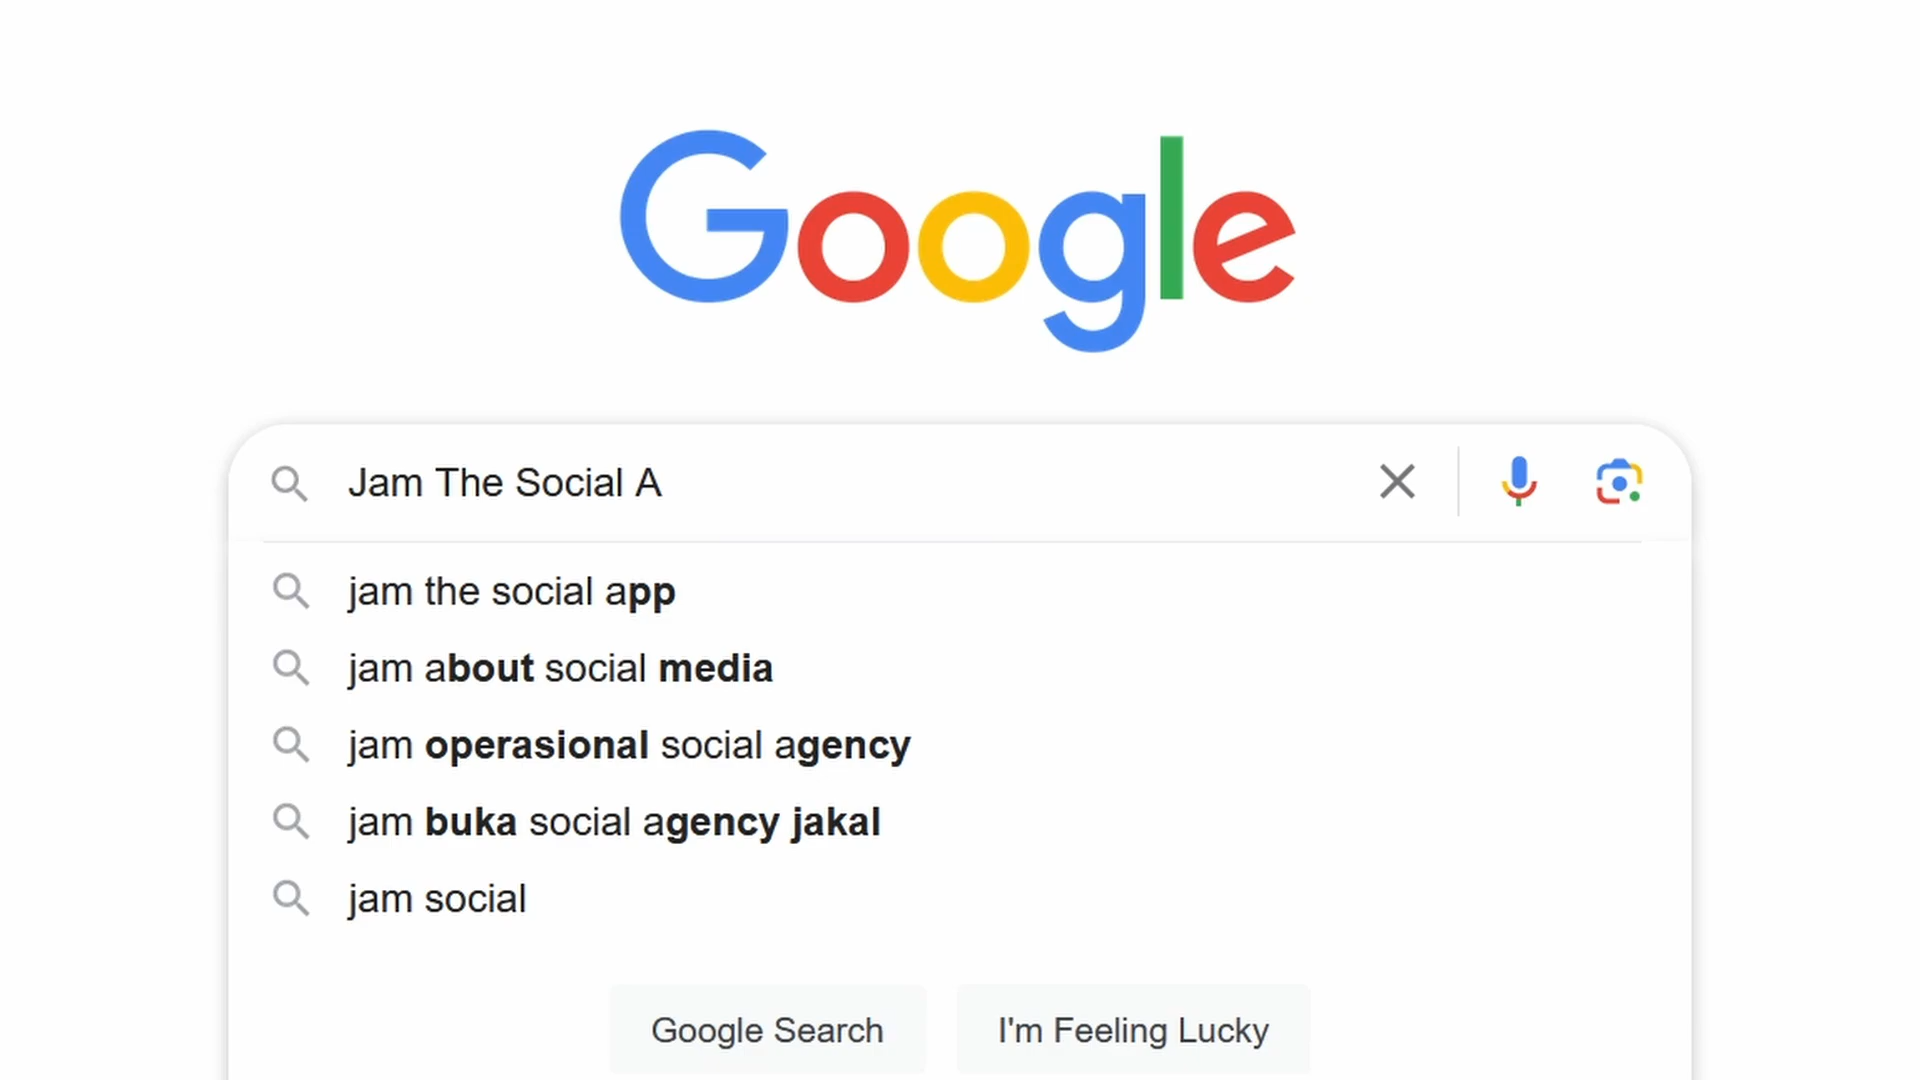 Google
Jam The Social A
jam the social app
jam about social media
jam operasional social agency
jam buka social agency jakal
jam social
Google Search
I'm Feeling Lucky